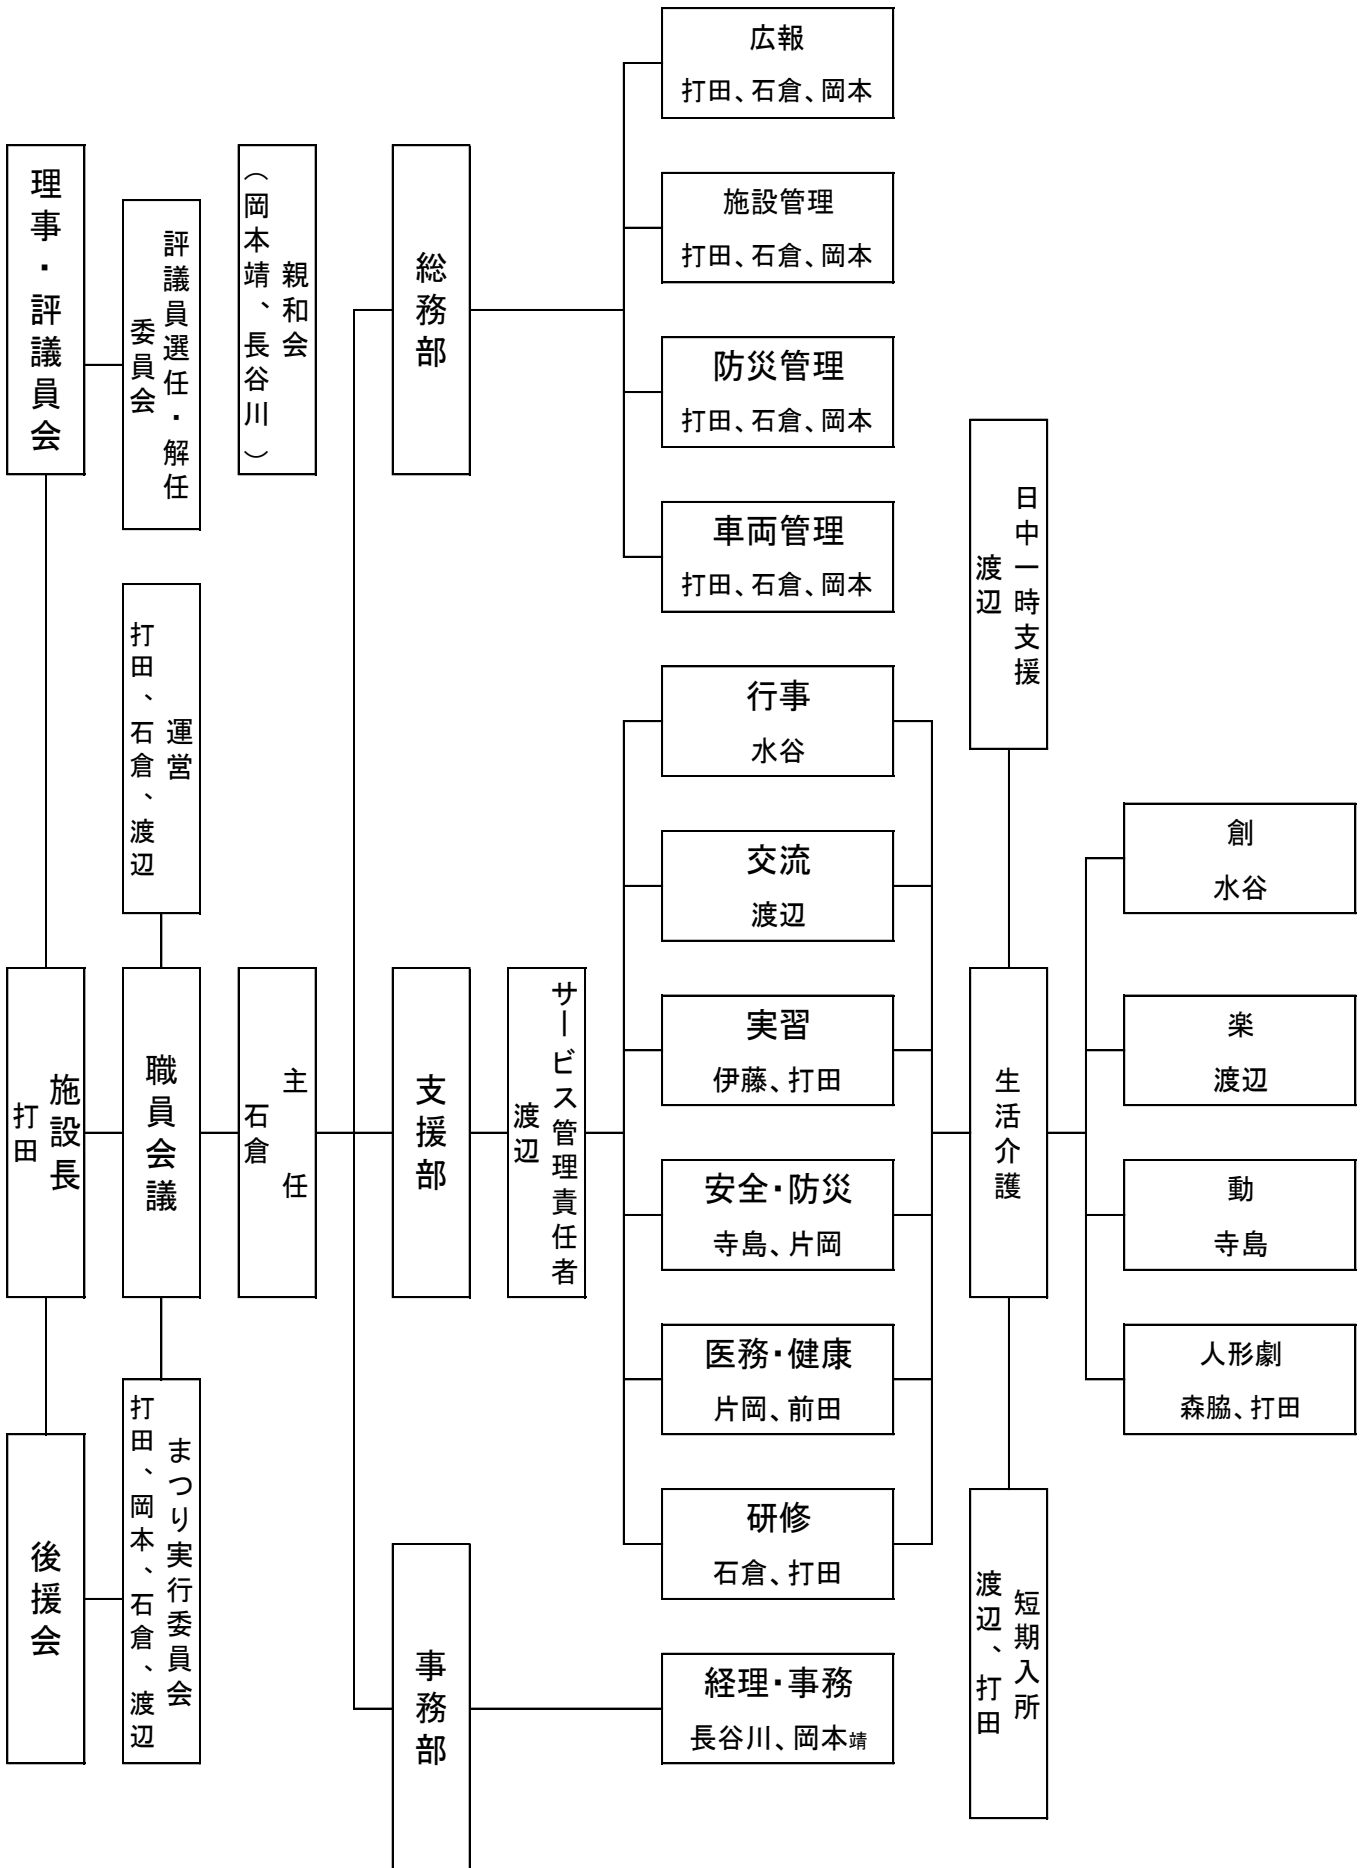 広報
打田、石倉、岡本
理事・評議員会
評議員選任・解任
委員会
親和会
（岡本靖、長谷川）
総務部
施設管理
打田、石倉、岡本
防災管理
打田、石倉、岡本
車両管理
打田、石倉、岡本
日中一時支援
渡辺
運営
打田、石倉、渡辺
行事
水谷
交流
渡辺
創
水谷
施設長
打田
職員会議
主任
石倉
支援部
サービス管理責任者
渡辺
実習
伊藤、打田
安全・防災
寺島、片岡
生活介護
楽
渡辺
動
寺島
医務・健康
片岡、前田
人形劇
森脇、打田
後援会
まつり実行委員会
打田、岡本、石倉、渡辺
研修
石倉、打田
短期入所
渡辺、打田
事務部
経理・事務
長谷川、岡本靖